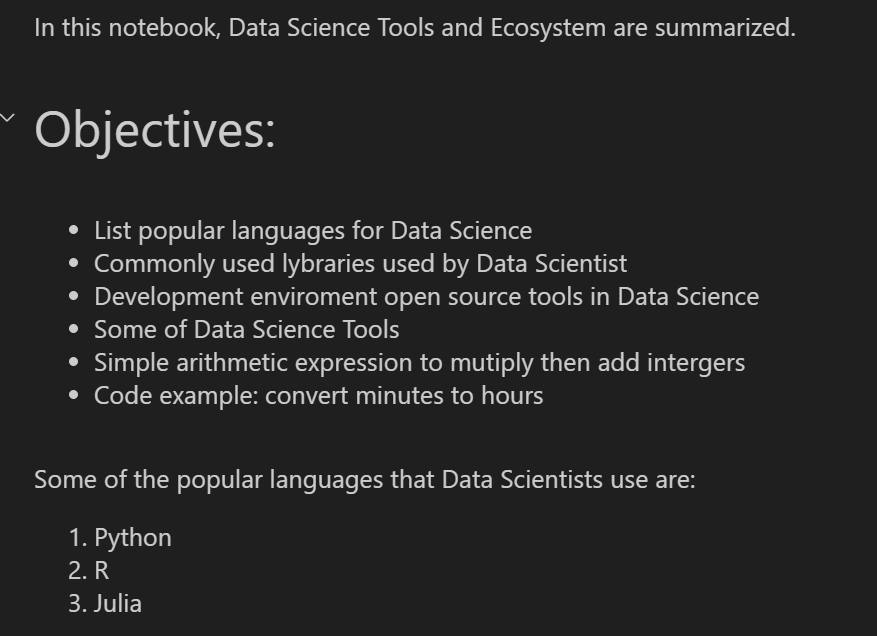 In this notebook, Data Science Tools and Ecosystem are summarized.
Objectives:
• List popular languages for Data Science
• Commonly used lybraries used by Data Scientist
• Development enviroment open source tools in Data Science
• Some of Data Science Tools
• Simple arithmetic expression to mutiply then add intergers
• Code example: convert minutes to hours
Some of the popular languages that Data Scientists use are:
1. Python
2. R
3. Julia